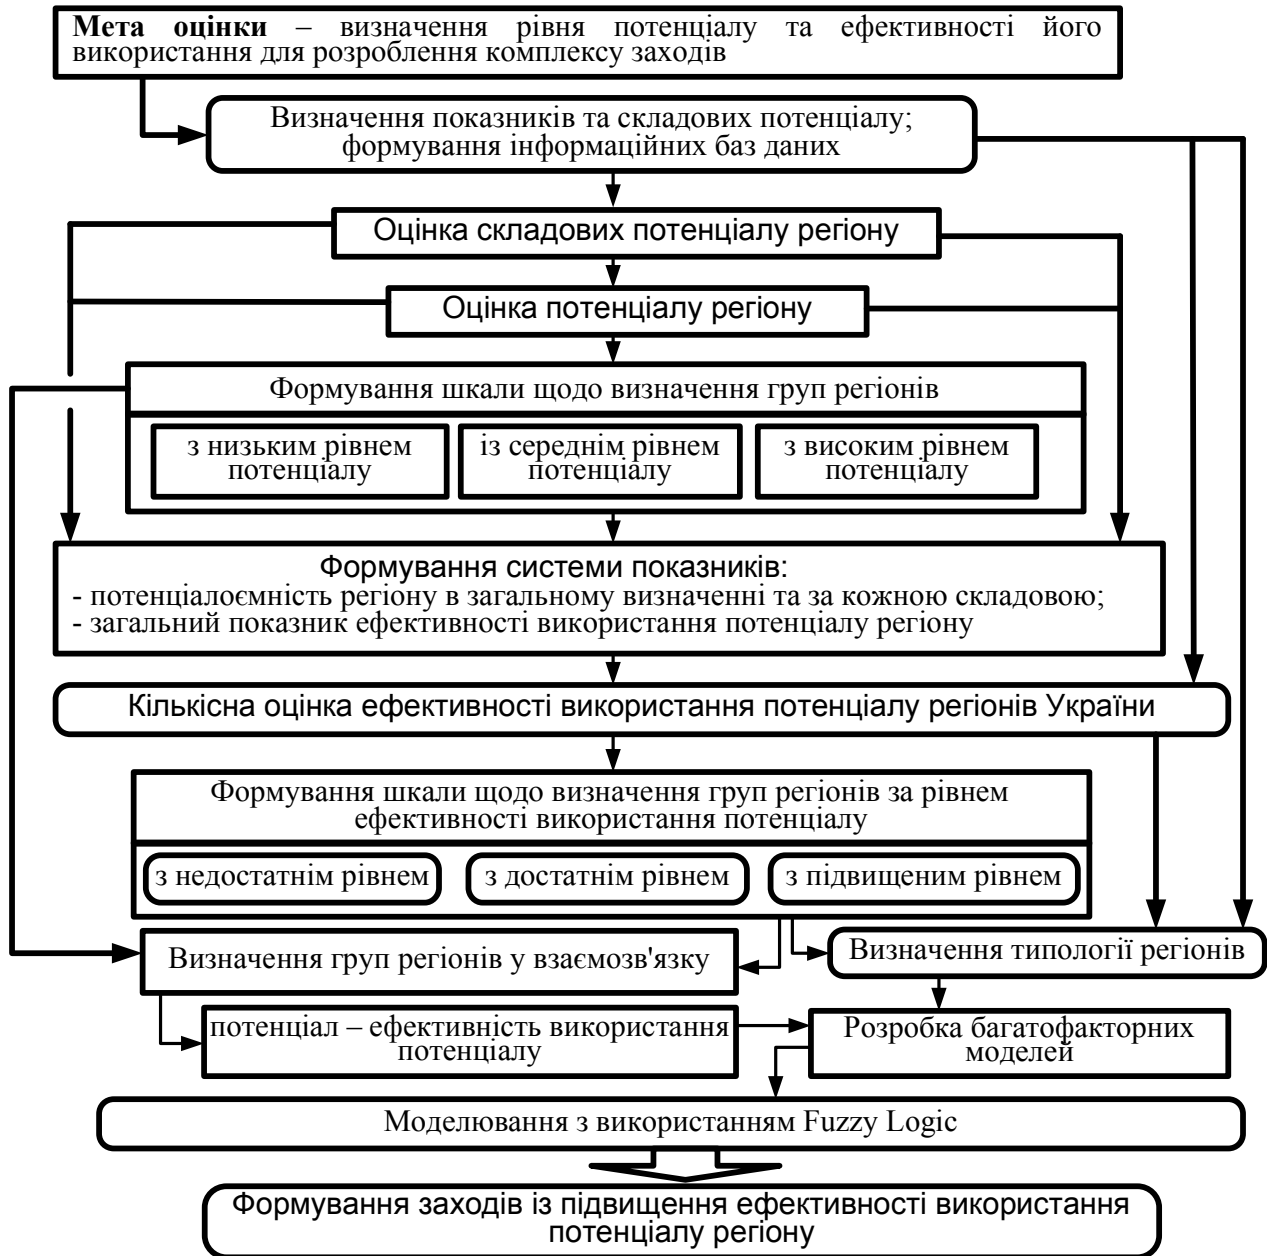 Мета оцінки – визначення рівня потенціалу та ефективності його
використання для розроблення комплексу заходів
Визначення показників та складових потенціалу;
формування інформаційних баз даних
Оцінка складових потенціалу регіону
Оцінка потенціалу регіону
Формування шкали щодо визначення груп регіонів
з низьким рівнем
потенціалу
із середнім рівнем
потенціалу
з високим рівнем
потенціалу
Формування системи показників:
- потенціалоємність регіону в загальному визначенні та за кожною складовою;
- загальний показник ефективності використання потенціалу регіону
Кількісна оцінка ефективності використання потенціалу регіонів України
Формування шкали щодо визначення груп регіонів за рівнем
ефективності використання потенціалу
з недостатнім рівнем
з достатнім рівнем
з підвищеним рівнем
Визначення груп регіонів у взаємозв'язку
Визначення типології регіонів
потенціал – ефективність використання
потенціалу
Розробка багатофакторних
моделей
Моделювання з використанням Fuzzy Logic
Формування заходів із підвищення ефективності використання
потенціалу регіону